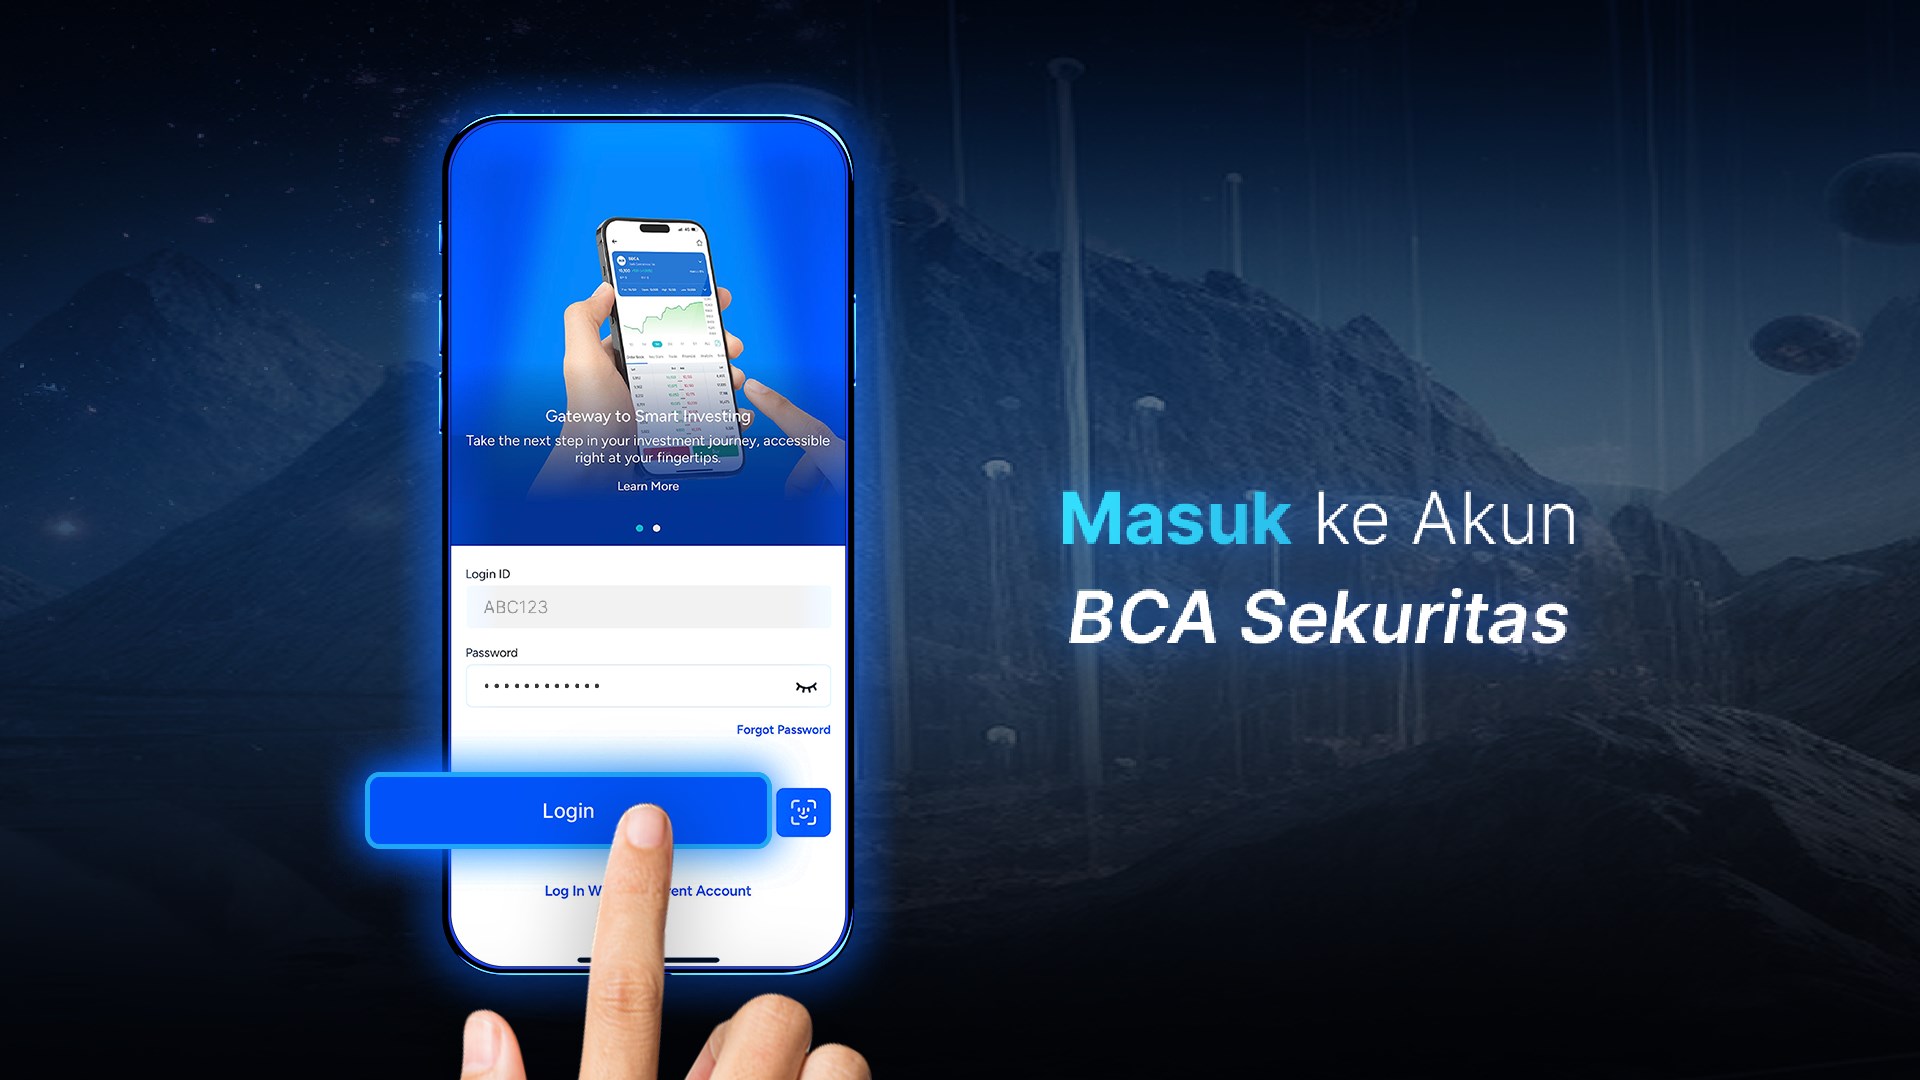 BBCA
Gateway to Smart Investing
Take the next step in your investment journey, accessible
right at your fingertips.
Learn More
Login ID
ABC123
Password
Forgot Password
Login
Log In W ent Account
Masuk ke Akun
BCA Sekuritas